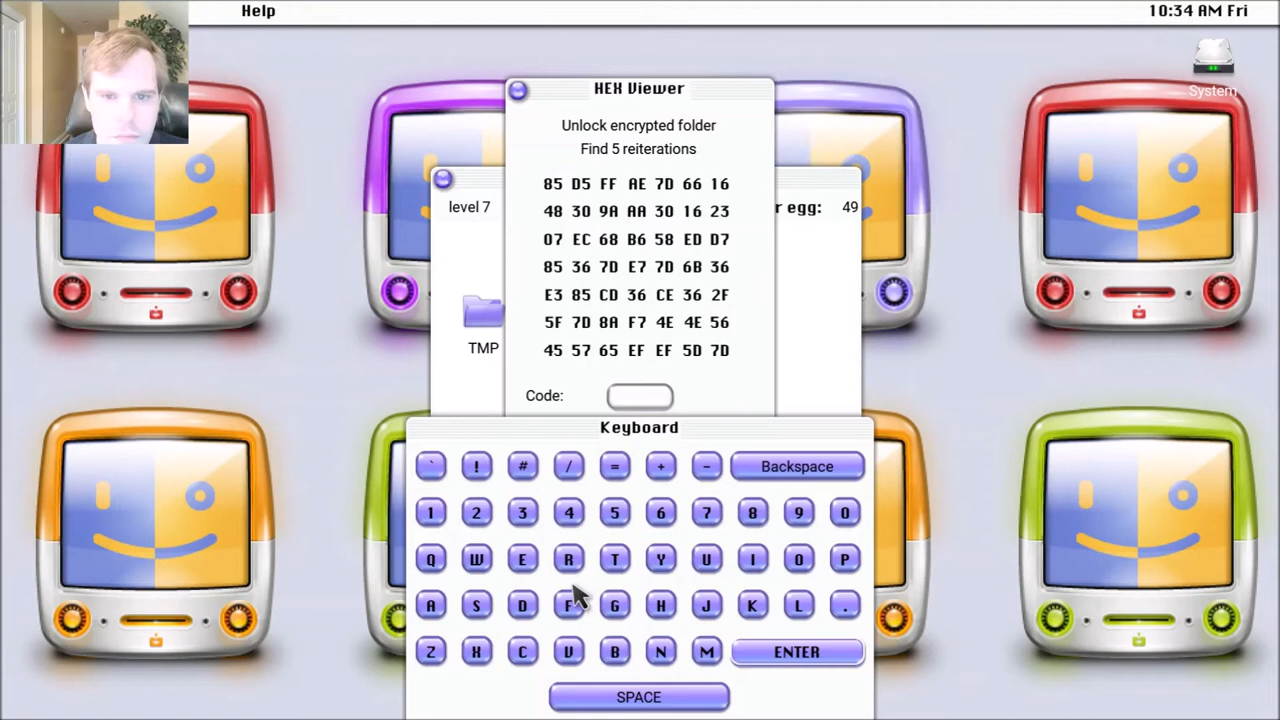 Help
10:34 AM Fri
System
HEX Viewer
Unlock encrypted folder
Find 5 reiterations
level 7
r egg: 49
85 D5 FF AE 7D 66 16
48 30 9A AA 30 16 23
07 EC 68 B6 58 ED D7
85 36 7D E7 7D 6B 36
E3 85 CD 36 CE 36 2F
5F 7D 8A F7 4E 4E 56
45 57 65 EF EF 5D 7D
TMP
Code:
Keyboard
` ! # / = + - Backspace
1 2 3 4 5 6 7 8 9 0
Q W E R T Y U I O P
A S D F G H J K L .
Z X C V B N M ENTER
SPACE